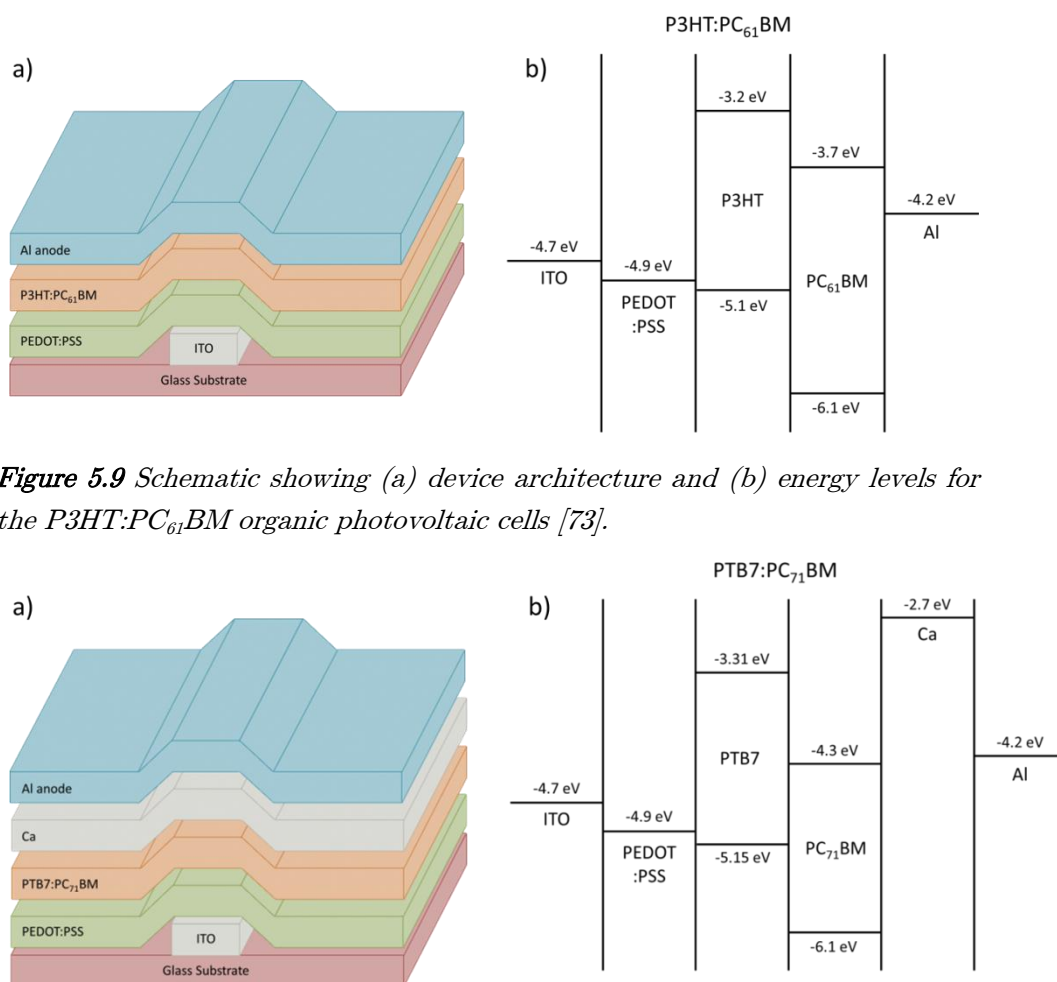 P3HT:PC₆₁BM
a)
Al anode
P3HT:PC₆₁BM
PEDOT:PSS
ITO
Glass Substrate
b)
-4.7 eV
ITO
-4.9 eV
PEDOT
:PSS
-3.2 eV
P3HT
-5.1 eV
-3.7 eV
PC₆₁BM
-6.1 eV
-4.2 eV
Al
Figure 5.9 Schematic showing (a) device architecture and (b) energy levels for
the P3HT:PC₆₁BM organic photovoltaic cells [73].
PTB7:PC₇₁BM
a)
Al anode
Ca
PTB7:PC₇₁BM
PEDOT:PSS
ITO
Glass Substrate
b)
-4.7 eV
ITO
-4.9 eV
PEDOT
:PSS
-3.31 eV
PTB7
-5.15 eV
-4.3 eV
PC₇₁BM
-6.1 eV
-2.7 eV
Ca
-4.2 eV
Al